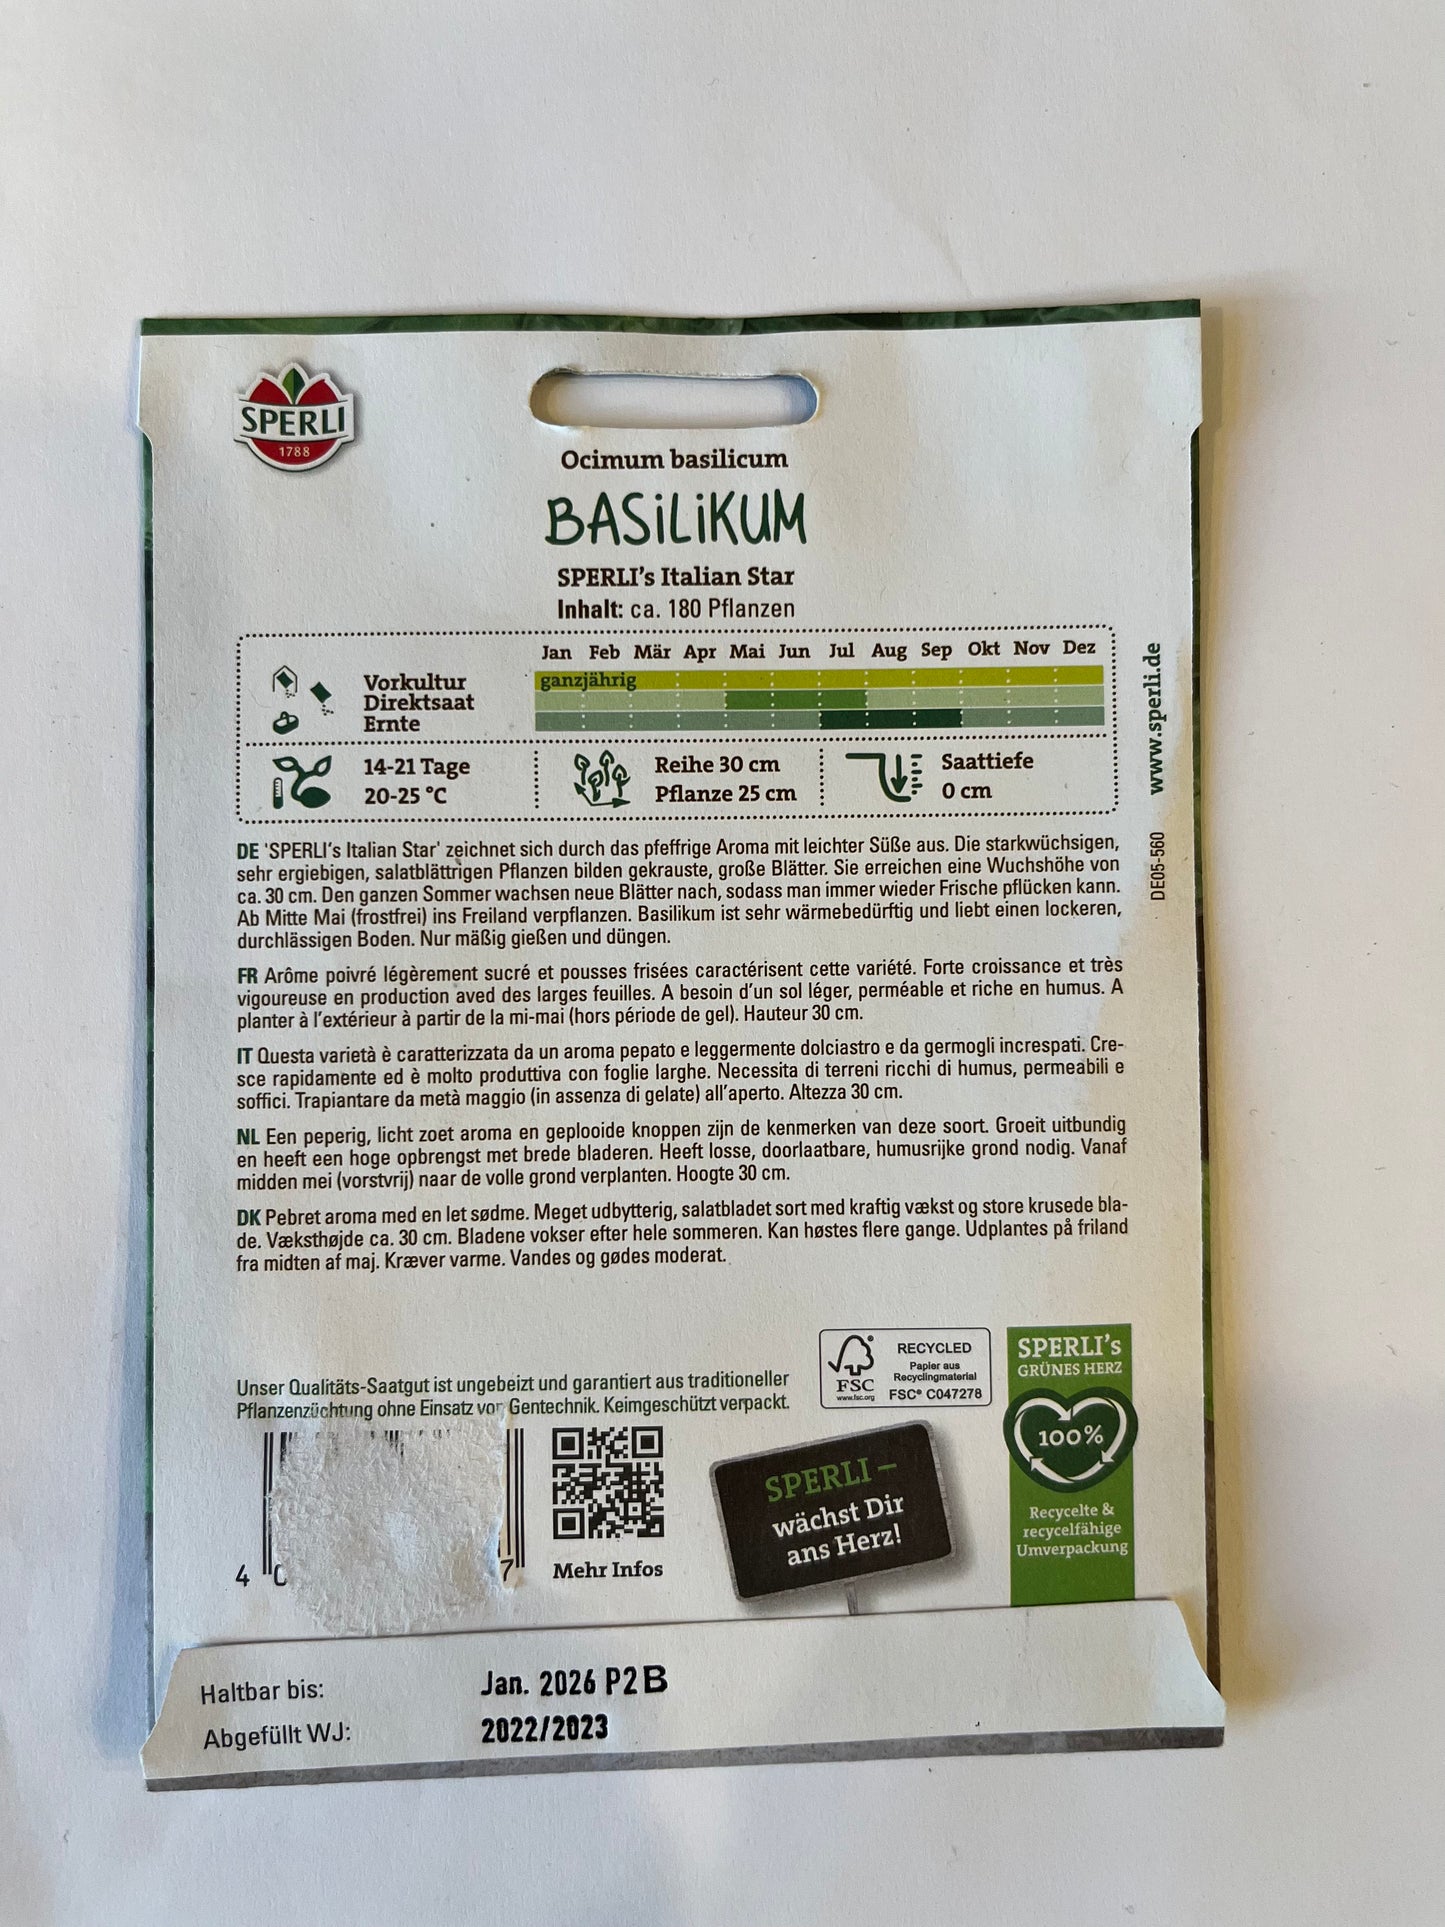 SPERLI
1788
Ocimum basilicum
BASiLiKUM
SPERLI's Italian Star
Inhalt: ca. 180 Pflanzen
Jan Feb Mär Apr Mai Jun Jul Aug Sep Okt Nov Dez
Vorkultur ganzjährig
Direktsaat
Ernte
14-21 Tage
20-25 °C
Reihe 30 cm
Pflanze 25 cm
Saattiefe
0 cm
www.sperli.de
DE05-560
DE 'SPERLI's Italian Star' zeichnet sich durch das pfeffrige Aroma mit leichter Süße aus. Die starkwüchsigen,
sehr ergiebigen, salatblättrigen Pflanzen bilden gekrauste, große Blätter. Sie erreichen eine Wuchshöhe von
ca. 30 cm. Den ganzen Sommer wachsen neue Blätter nach, sodass man immer wieder Frische pflücken kann.
Ab Mitte Mai (frostfrei) ins Freiland verpflanzen. Basilikum ist sehr wärmebedürftig und liebt einen lockeren,
durchlässigen Boden. Nur mäßig gießen und düngen.
FR Arôme poivré légèrement sucré et pousses frisées caractérisent cette variété. Forte croissance et très
vigoureuse en production aved des larges feuilles. A besoin d'un sol léger, perméable et riche en humus. A
planter à l'extérieur à partir de la mi-mai (hors période de gel). Hauteur 30 cm.
IT Questa varietà è caratterizzata da un aroma pepato e leggermente dolciastro e da germogli increspati. Cre-
sce rapidamente ed è molto produttiva con foglie larghe. Necessita di terreni ricchi di humus, permeabili e
soffici. Trapiantare da metà maggio (in assenza di gelate) all'aperto. Altezza 30 cm.
NL Een peperig, licht zoet aroma en geplooide knoppen zijn de kenmerken van deze soort. Groeit uitbundig
en heeft een hoge opbrengst met brede bladeren. Heeft losse, doorlaatbare, humusrijke grond nodig. Vanaf
midden mei (vorstvrij) naar de volle grond verplanten. Hoogte 30 cm.
DK Pebret aroma med en let sødme. Meget udbytterig, salatbladet sort med kraftig vækst og store krusede bla-
de. Væksthøjde ca. 30 cm. Bladene vokser efter hele sommeren. Kan høstes flere gange. Udplantes på friland
fra midten af maj. Kræver varme. Vandes og gødes moderat.
Unser Qualitäts-Saatgut ist ungebeizt und garantiert aus traditioneller
Pflanzenzüchtung ohne Einsatz von Gentechnik. Keimgeschützt verpackt.
FSC
www.fsc.org
RECYCLED
Papier aus
Recyclingmaterial
FSC® C047278
SPERLI's
GRÜNES HERZ
100%
Recycelte &
recycelfähige
Umverpackung
4 0 7
Mehr Infos
SPERLI –
wächst Dir
ans Herz!
Haltbar bis: Jan. 2026 P2B
Abgefüllt WJ: 2022/2023